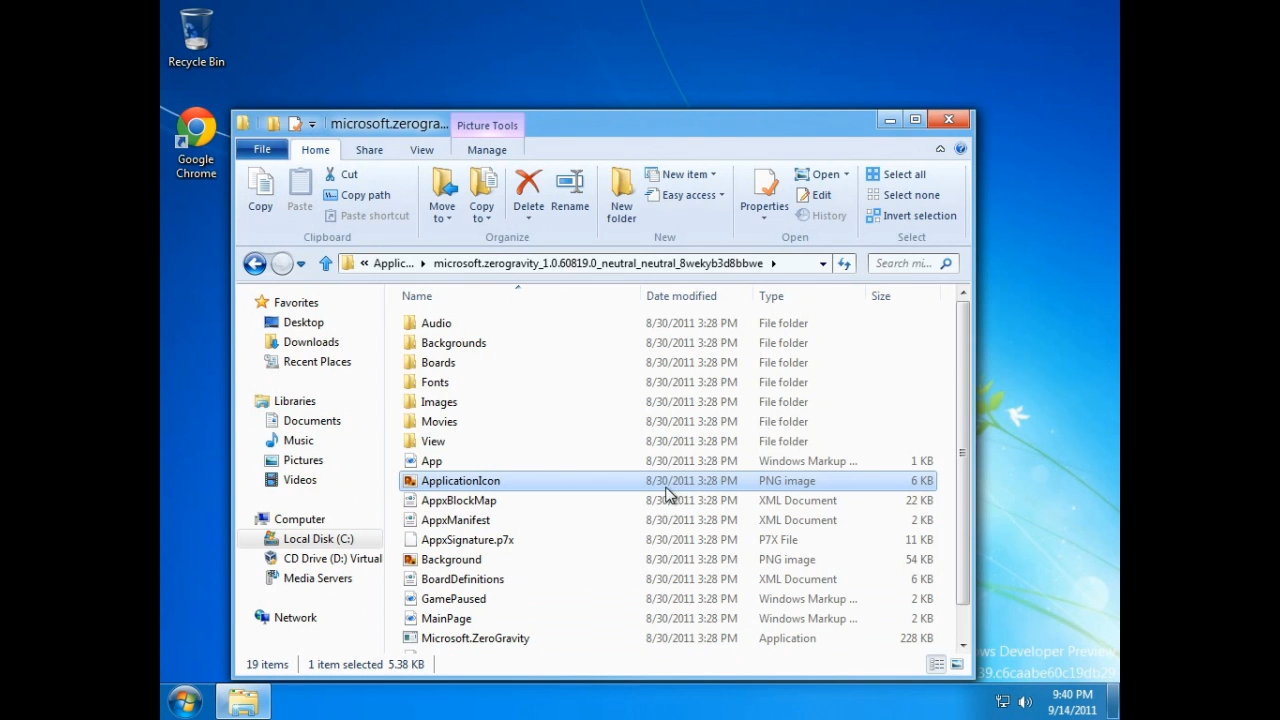 Recycle Bin
Google
Chrome
microsoft.zerogra...
Picture Tools
File Home Share View Manage
Copy
Paste
Cut
Copy path
Paste shortcut
Clipboard
Move
to
Copy
to
Delete
Rename
Organize
New
folder
New item
Easy access
New
Properties
Open
Edit
History
Open
Select all
Select none
Invert selection
Select
« Applic... microsoft.zerogravity_1.0.60819.0_neutral_neutral_8wekyb3d8bbwe
Search mi...
Favorites
Desktop
Downloads
Recent Places
Libraries
Documents
Music
Pictures
Videos
Computer
Local Disk (C:)
CD Drive (D:) Virtual
Media Servers
Network
Name Date modified Type Size
Audio 8/30/2011 3:28 PM File folder
Backgrounds 8/30/2011 3:28 PM File folder
Boards 8/30/2011 3:28 PM File folder
Fonts 8/30/2011 3:28 PM File folder
Images 8/30/2011 3:28 PM File folder
Movies 8/30/2011 3:28 PM File folder
View 8/30/2011 3:28 PM File folder
App 8/30/2011 3:28 PM Windows Markup ... 1 KB
ApplicationIcon 8/30/2011 3:28 PM PNG image 6 KB
AppxBlockMap 8/30/2011 3:28 PM XML Document 22 KB
AppxManifest 8/30/2011 3:28 PM XML Document 2 KB
AppxSignature.p7x 8/30/2011 3:28 PM P7X File 11 KB
Background 8/30/2011 3:28 PM PNG image 54 KB
BoardDefinitions 8/30/2011 3:28 PM XML Document 6 KB
GamePaused 8/30/2011 3:28 PM Windows Markup ... 2 KB
MainPage 8/30/2011 3:28 PM Windows Markup ... 2 KB
Microsoft.ZeroGravity 8/30/2011 3:28 PM Application 228 KB
19 items 1 item selected 5.38 KB
ws Developer Preview
39.c6caabe60c19db29
9:40 PM
9/14/2011